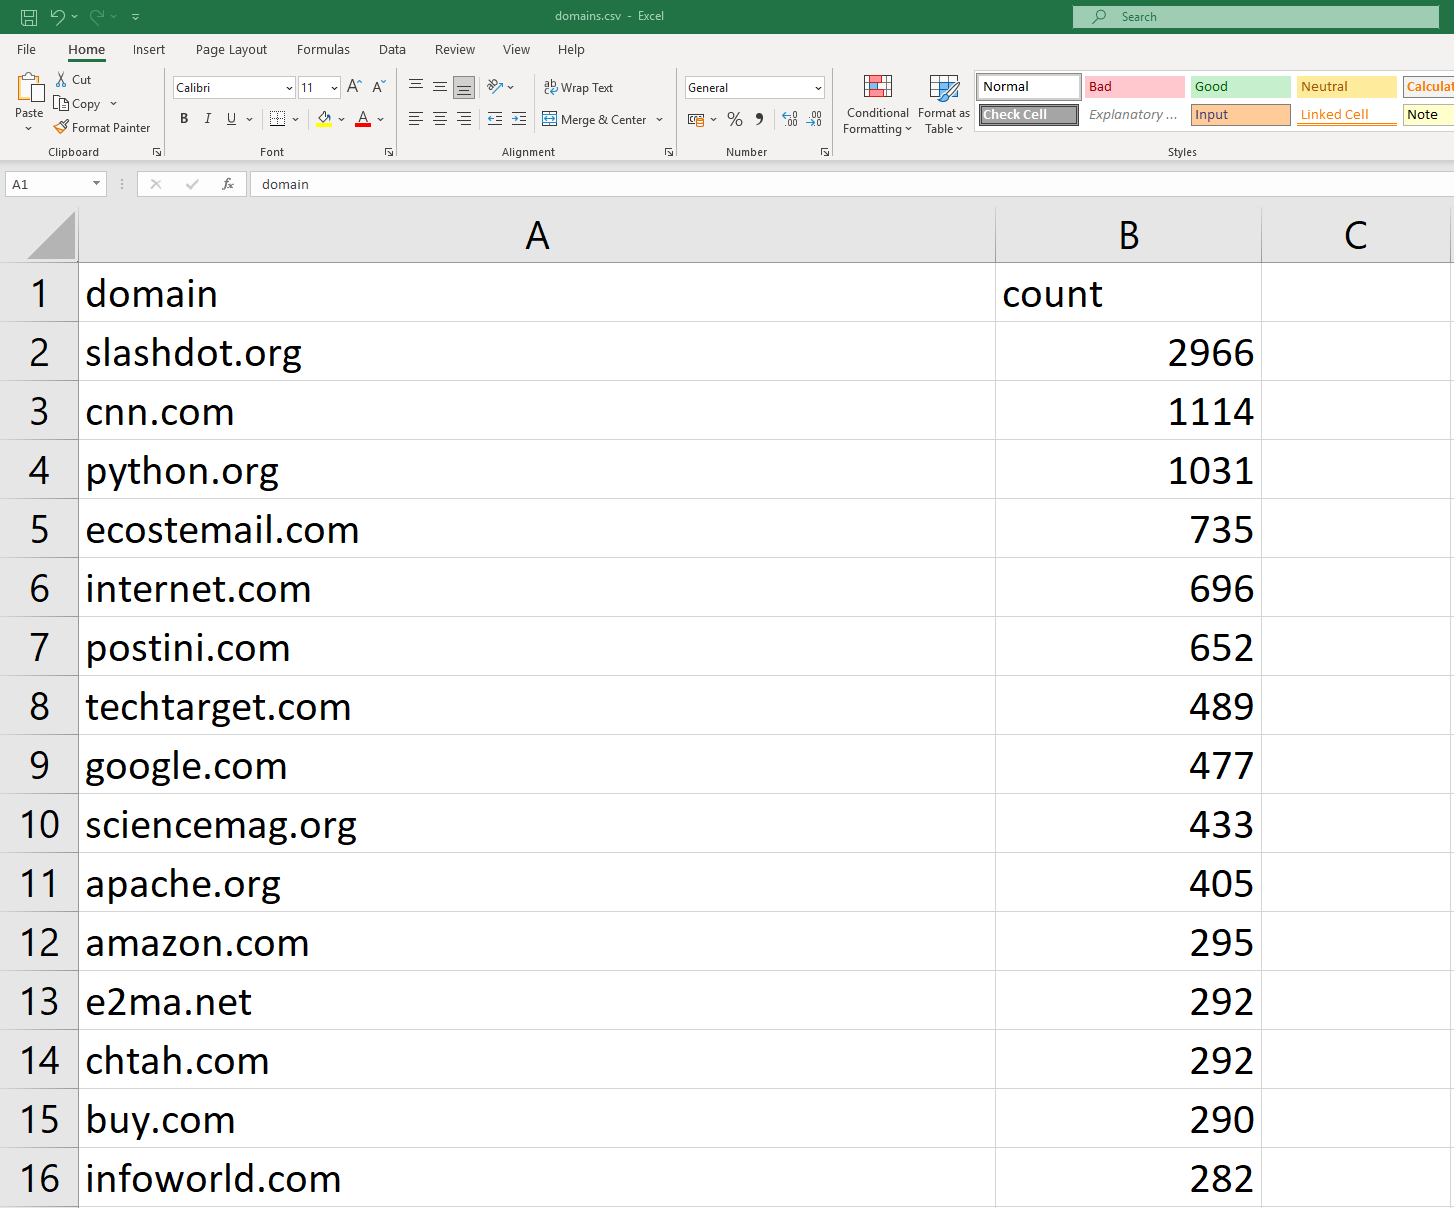 domains.csv - Excel
Search
File Home Insert Page Layout Formulas Data Review View Help
Paste
Cut
Copy
Format Painter
Clipboard
Calibri 11
B I U
Font
Wrap Text
Merge & Center
Alignment
General
% 9
Number
Conditional Formatting
Format as Table
Normal Bad Good Neutral Calculat
Check Cell Explanatory ... Input Linked Cell Note
Styles
A1 fx domain
A B C
1 domain count
2 slashdot.org 2966
3 cnn.com 1114
4 python.org 1031
5 ecostemail.com 735
6 internet.com 696
7 postini.com 652
8 techtarget.com 489
9 google.com 477
10 sciencemag.org 433
11 apache.org 405
12 amazon.com 295
13 e2ma.net 292
14 chtah.com 292
15 buy.com 290
16 infoworld.com 282